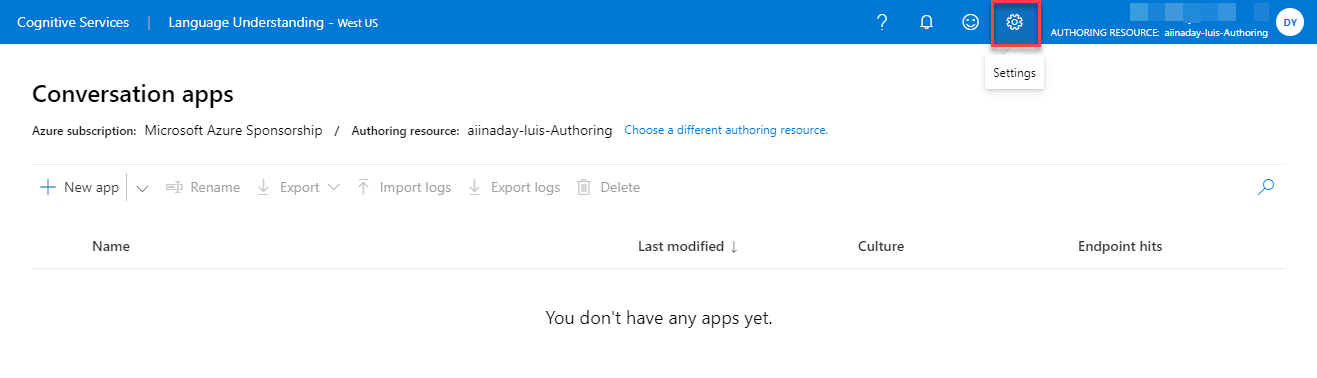 Cognitive Services | Language Understanding - West US ?
AUTHORING RESOURCE: aiinaday-luis-Authoring DY
Settings
Conversation apps
Azure subscription: Microsoft Azure Sponsorship / Authoring resource: aiinaday-luis-Authoring Choose a different authoring resource.
+ New app Rename Export Import logs Export logs Delete
Name Last modified ↓ Culture Endpoint hits
You don't have any apps yet.